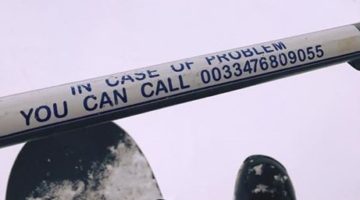 IN CASE OF PROBLEM
YOU CAN CALL 0033476809055